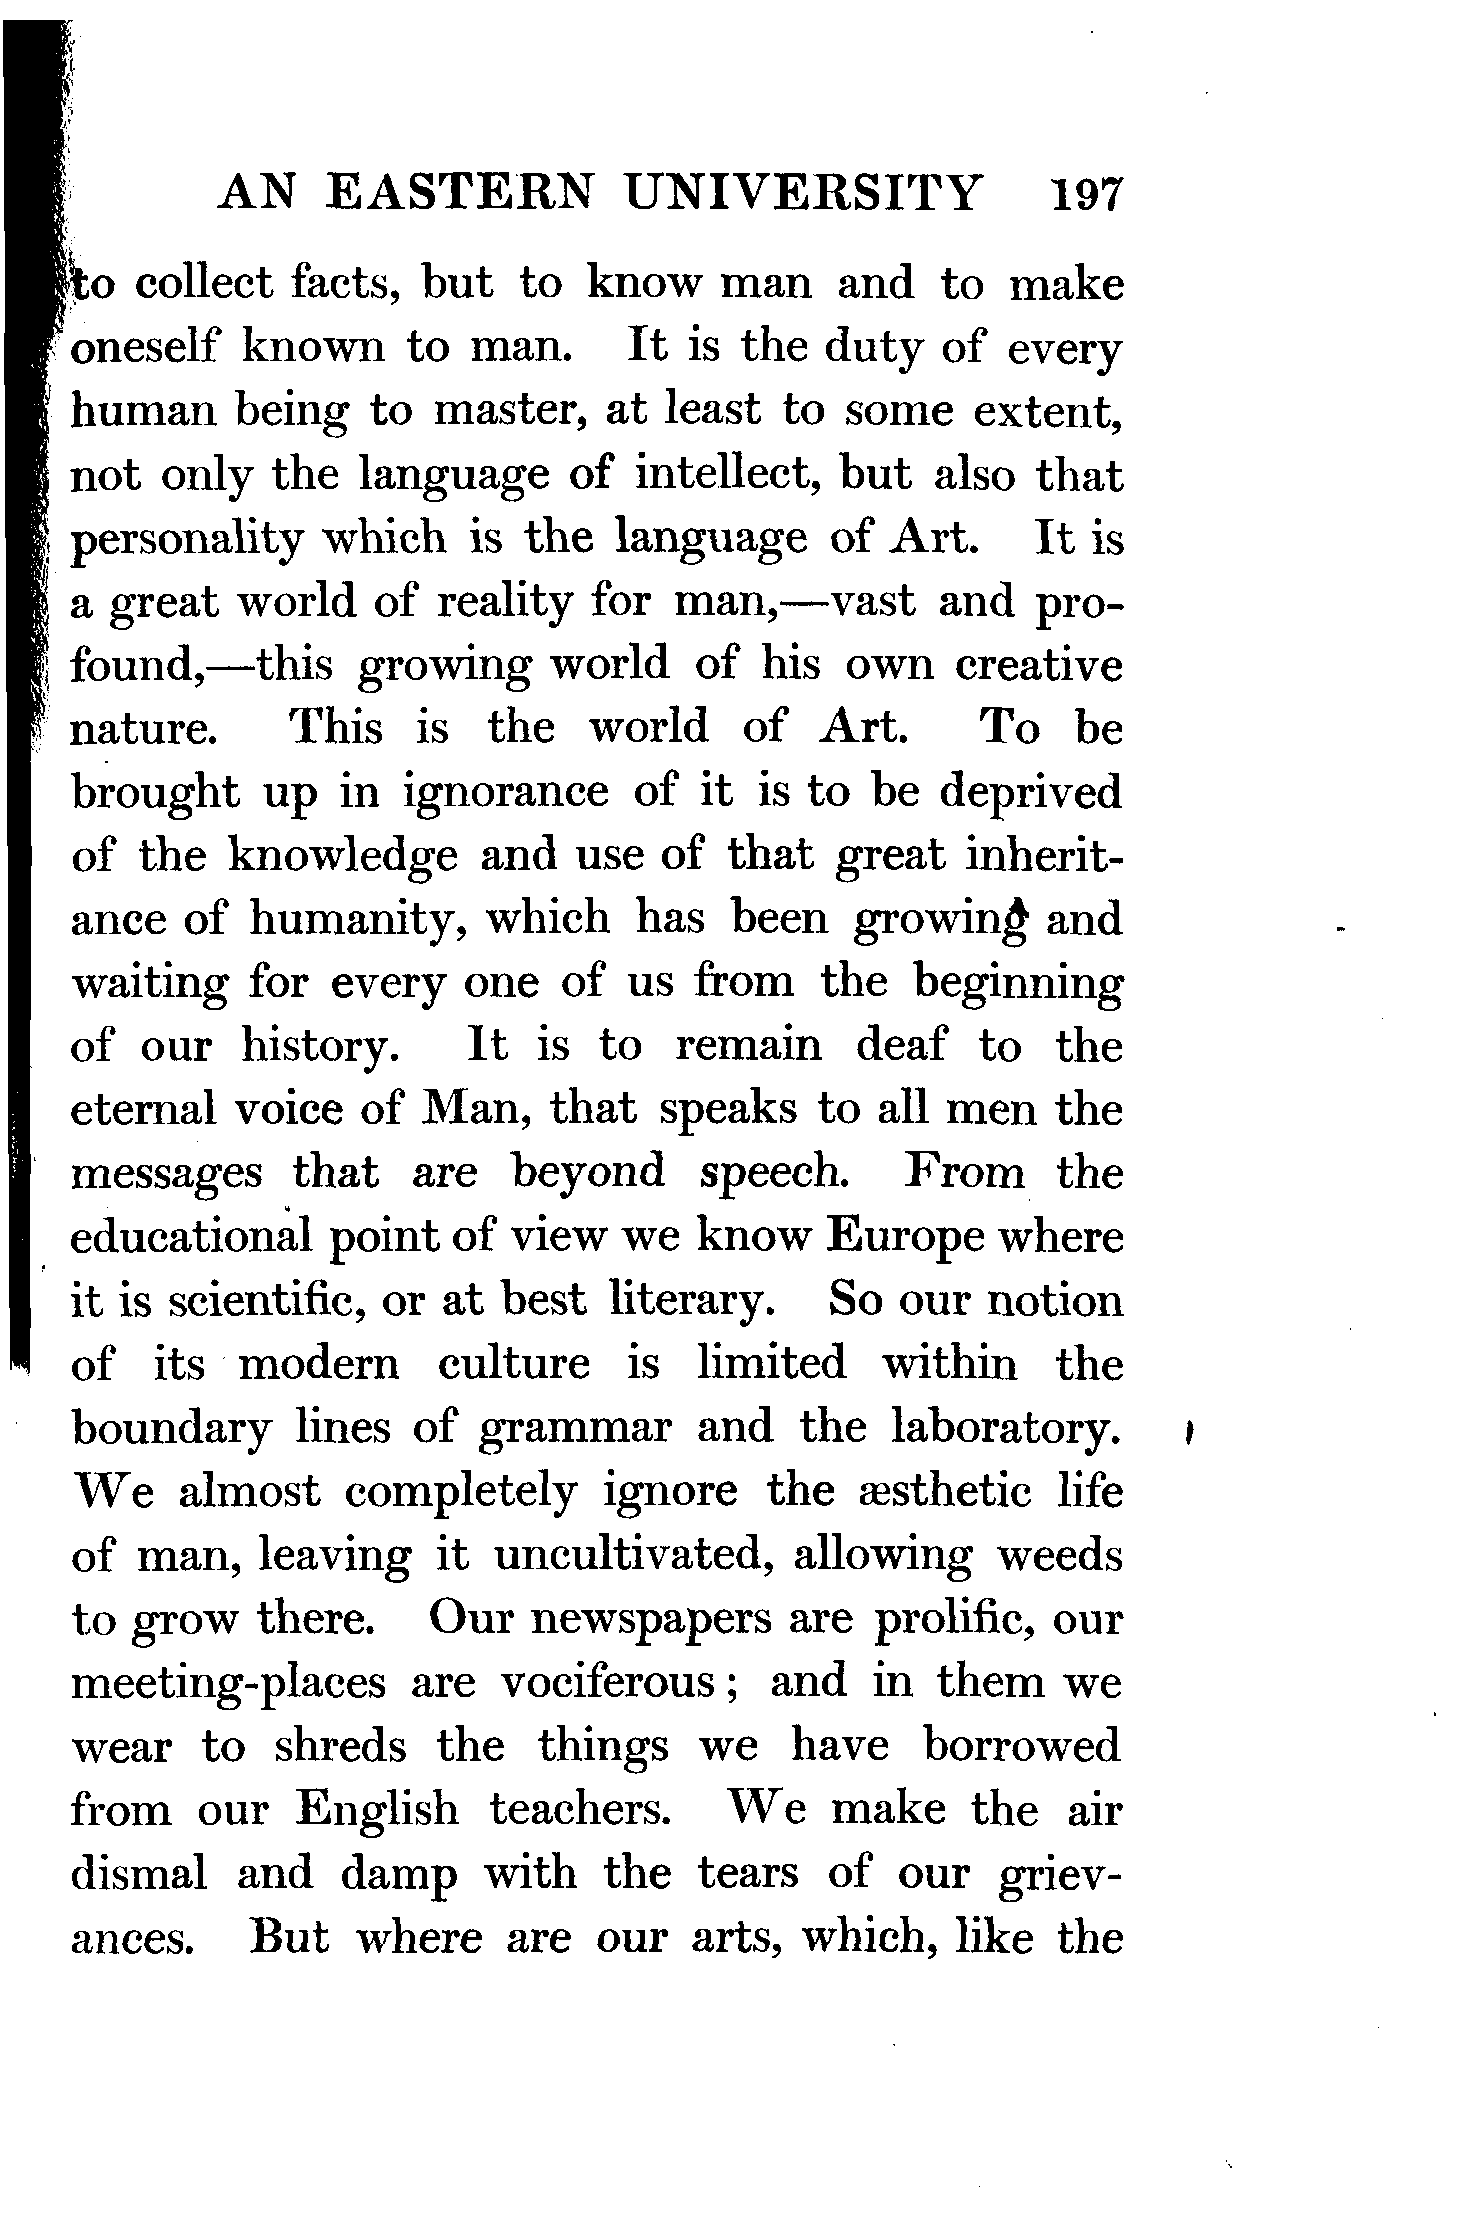 AN EASTERN UNIVERSITY 197
to collect facts, but to know man and to make
oneself known to man. It is the duty of every
human being to master, at least to some extent,
not only the language of intellect, but also that
personality which is the language of Art. It is
a great world of reality for man,—vast and pro-
found,—this growing world of his own creative
nature. This is the world of Art. To be
brought up in ignorance of it is to be deprived
of the knowledge and use of that great inherit-
ance of humanity, which has been growing and
waiting for every one of us from the beginning
of our history. It is to remain deaf to the
eternal voice of Man, that speaks to all men the
messages that are beyond speech. From the
educational point of view we know Europe where
it is scientific, or at best literary. So our notion
of its modern culture is limited within the
boundary lines of grammar and the laboratory.
We almost completely ignore the æsthetic life
of man, leaving it uncultivated, allowing weeds
to grow there. Our newspapers are prolific, our
meeting-places are vociferous; and in them we
wear to shreds the things we have borrowed
from our English teachers. We make the air
dismal and damp with the tears of our griev-
ances. But where are our arts, which, like the